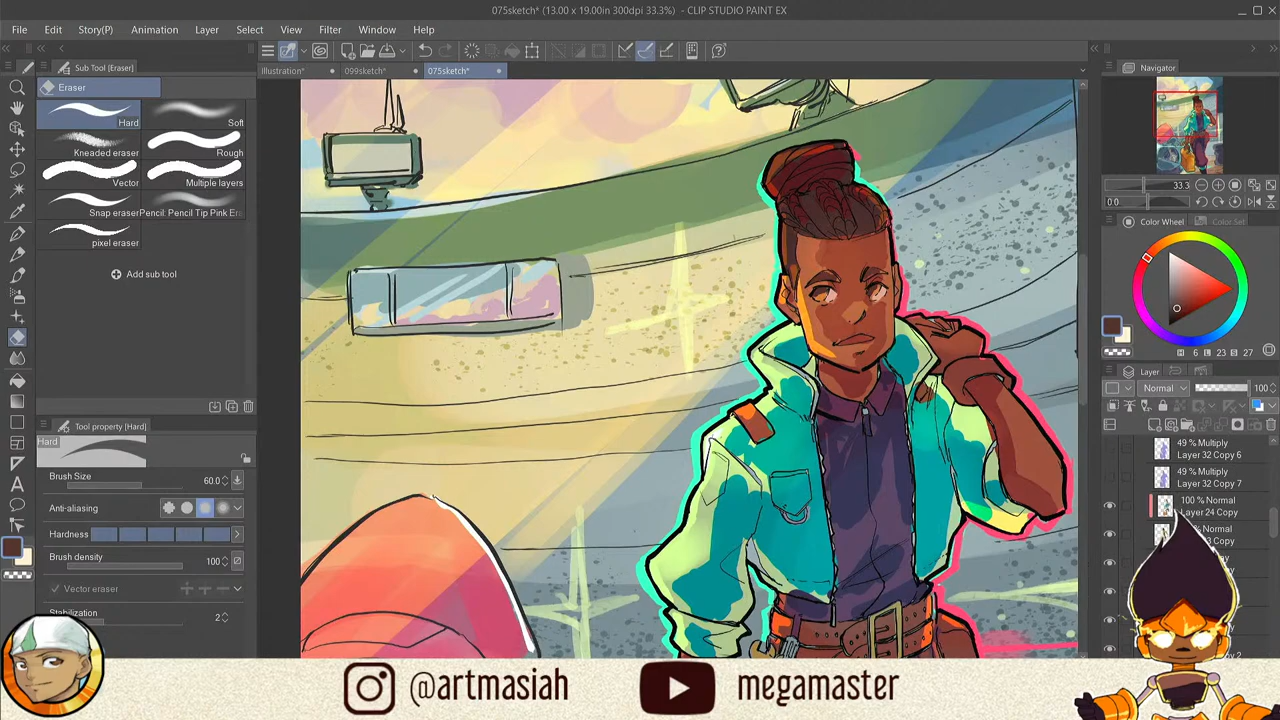 075sketch* (13.00 x 19.00in 300dpi 33.3%) - CLIP STUDIO PAINT EX
File Edit Story(P) Animation Layer Select View Filter Window Help
Sub Tool [Eraser]
Illustration* 099sketch* 075sketch*
Navigator
Eraser
Hard Soft
Kneaded eraser Rough
Vector Multiple layers
Snap eraser Pencil: Pencil Tip Pink Era
pixel eraser
Add sub tool
33.3
0.0
Color Wheel Color Set
H 6 L 23 S 27
Layer
Normal 100
49 % Multiply
Layer 32 Copy 6
49 % Multiply
Layer 32 Copy 7
100 % Normal
Layer 24 Copy
Normal
Copy
Tool property [Hard]
Hard
Brush Size 60.0
Anti-aliasing
Hardness
Brush density 100
Vector eraser
Stabilization
2
@artmasiah megamaster